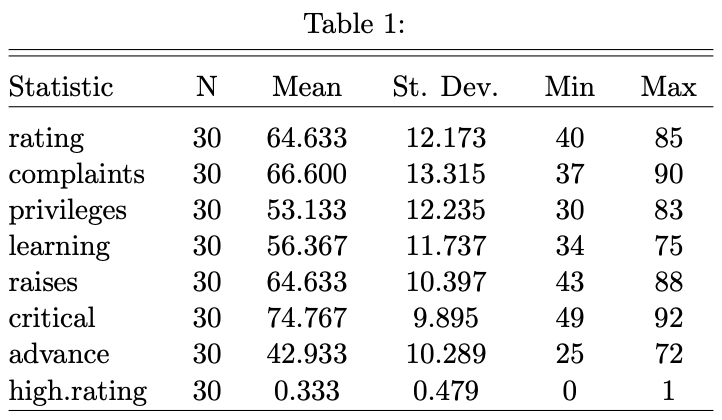 Table 1:
Statistic N Mean St. Dev. Min Max
rating 30 64.633 12.173 40 85
complaints 30 66.600 13.315 37 90
privileges 30 53.133 12.235 30 83
learning 30 56.367 11.737 34 75
raises 30 64.633 10.397 43 88
critical 30 74.767 9.895 49 92
advance 30 42.933 10.289 25 72
high.rating 30 0.333 0.479 0 1